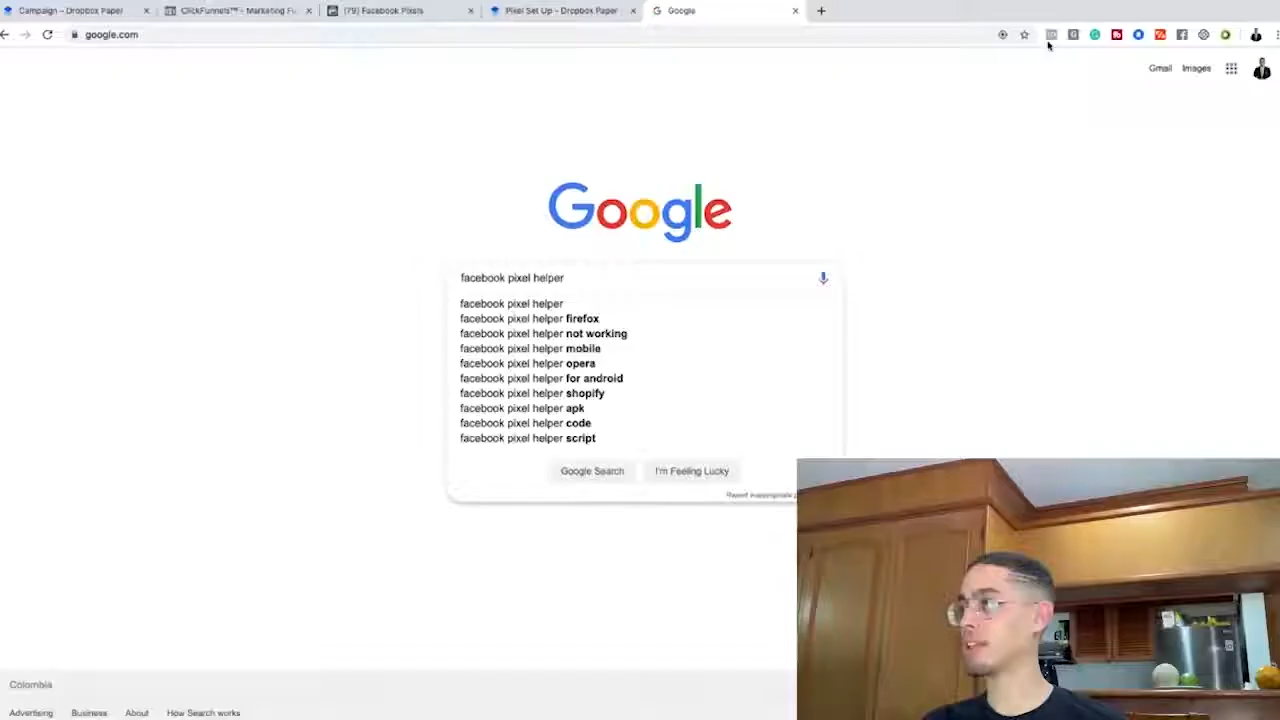 Campaign – Dropbox Paper
ClickFunnels™ - Marketing Fu
(79) Facebook Pixels
Pixel Set Up – Dropbox Paper
Google
google.com
Gmail
Images
Google
facebook pixel helper
facebook pixel helper
facebook pixel helper firefox
facebook pixel helper not working
facebook pixel helper mobile
facebook pixel helper opera
facebook pixel helper for android
facebook pixel helper shopify
facebook pixel helper apk
facebook pixel helper code
facebook pixel helper script
Google Search
I'm Feeling Lucky
Report inappropriate p
Colombia
Advertising
Business
About
How Search works